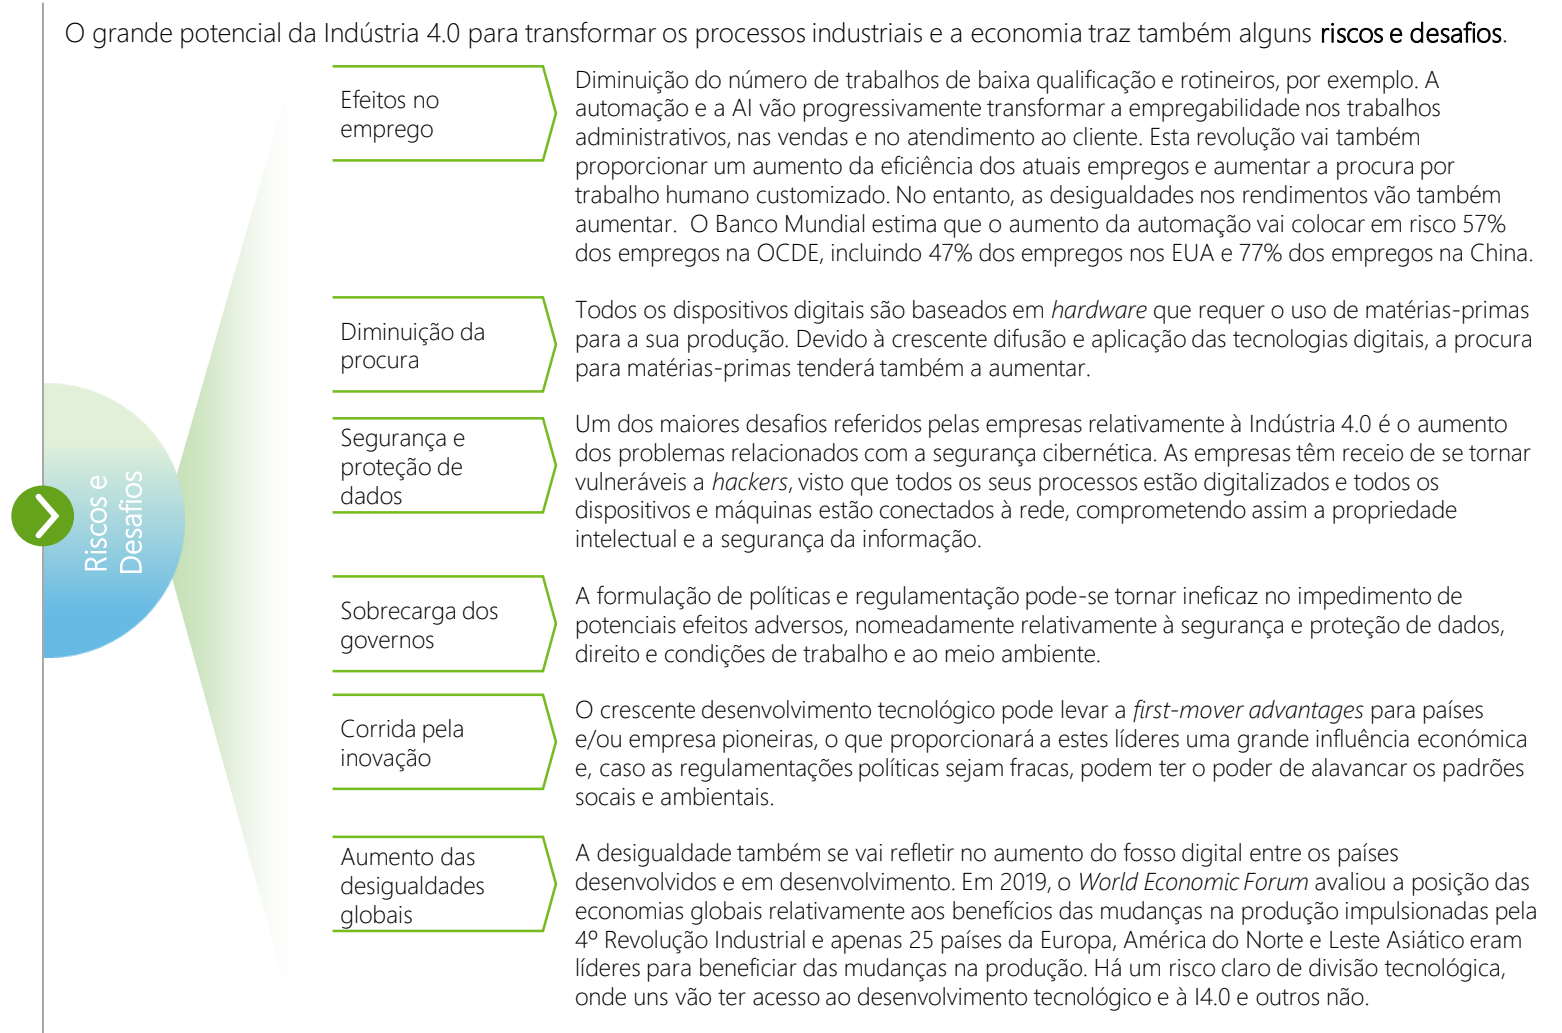 O grande potencial da Indústria 4.0 para transformar os processos industriais e a economia traz também alguns riscos e desafios.
Riscos e
Desafios
Efeitos no
emprego
Diminuição do número de trabalhos de baixa qualificação e rotineiros, por exemplo. A
automação e a AI vão progressivamente transformar a empregabilidade nos trabalhos
administrativos, nas vendas e no atendimento ao cliente. Esta revolução vai também
proporcionar um aumento da eficiência dos atuais empregos e aumentar a procura por
trabalho humano customizado. No entanto, as desigualdades nos rendimentos vão também
aumentar.  O Banco Mundial estima que o aumento da automação vai colocar em risco 57%
dos empregos na OCDE, incluindo 47% dos empregos nos EUA e 77% dos empregos na China.
Diminuição da
procura
Todos os dispositivos digitais são baseados em hardware que requer o uso de matérias-primas
para a sua produção. Devido à crescente difusão e aplicação das tecnologias digitais, a procura
para matérias-primas tenderá também a aumentar.
Segurança e
proteção de
dados
Um dos maiores desafios referidos pelas empresas relativamente à Indústria 4.0 é o aumento
dos problemas relacionados com a segurança cibernética. As empresas têm receio de se tornar
vulneráveis a hackers, visto que todos os seus processos estão digitalizados e todos os
dispositivos e máquinas estão conectados à rede, comprometendo assim a propriedade
intelectual e a segurança da informação.
Sobrecarga dos
governos
A formulação de políticas e regulamentação pode-se tornar ineficaz no impedimento de
potenciais efeitos adversos, nomeadamente relativamente à segurança e proteção de dados,
direito e condições de trabalho e ao meio ambiente.
Corrida pela
inovação
O crescente desenvolvimento tecnológico pode levar a first-mover advantages para países
e/ou empresa pioneiras, o que proporcionará a estes líderes uma grande influência económica
e, caso as regulamentações políticas sejam fracas, podem ter o poder de alavancar os padrões
socais e ambientais.
Aumento das
desigualdades
globais
A desigualdade também se vai refletir no aumento do fosso digital entre os países
desenvolvidos e em desenvolvimento. Em 2019, o World Economic Forum avaliou a posição das
economias globais relativamente aos benefícios das mudanças na produção impulsionadas pela
4º Revolução Industrial e apenas 25 países da Europa, América do Norte e Leste Asiático eram
líderes para beneficiar das mudanças na produção. Há um risco claro de divisão tecnológica,
onde uns vão ter acesso ao desenvolvimento tecnológico e à I4.0 e outros não.